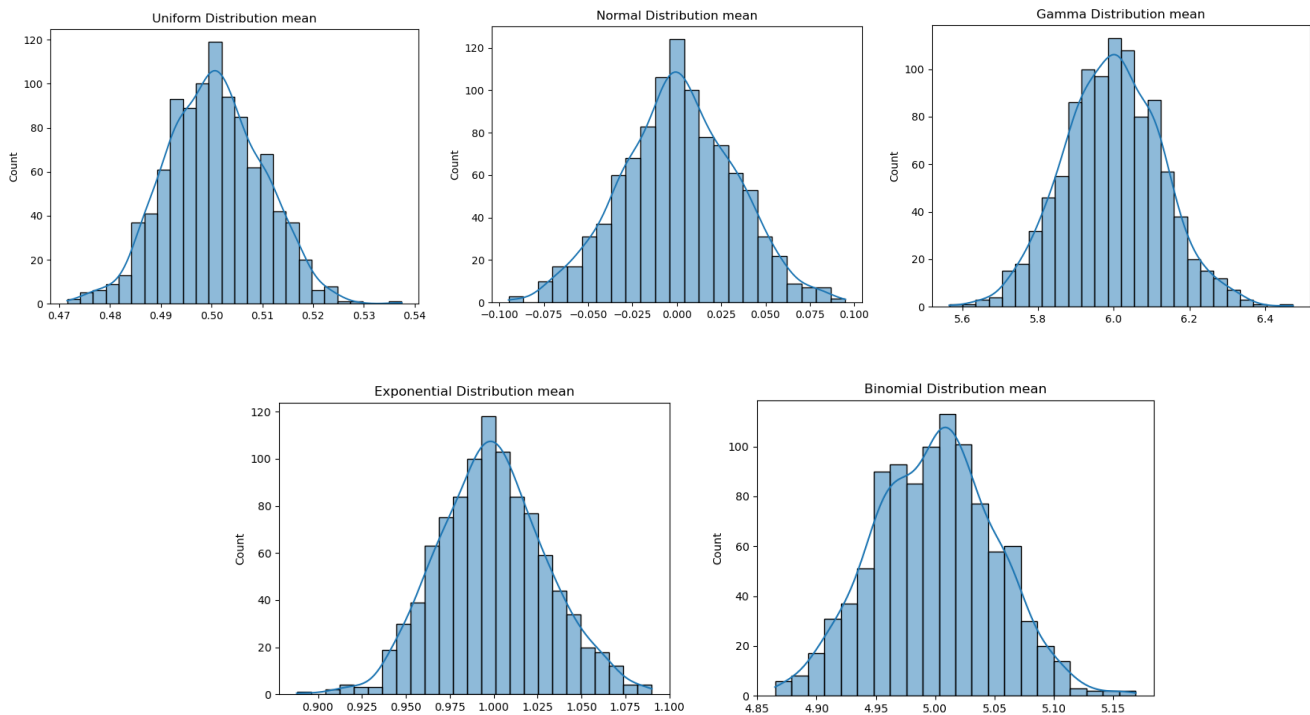 Uniform Distribution mean
120
100
80
60
40
20
0
Count
0.47 0.48 0.49 0.50 0.51 0.52 0.53 0.54
Normal Distribution mean
120
100
80
60
40
20
0
Count
−0.100 −0.075 −0.050 −0.025 0.000 0.025 0.050 0.075 0.100
Gamma Distribution mean
100
80
60
40
20
0
Count
5.6 5.8 6.0 6.2 6.4
Exponential Distribution mean
120
100
80
60
40
20
0
Count
0.900 0.925 0.950 0.975 1.000 1.025 1.050 1.075 1.100
Binomial Distribution mean
100
80
60
40
20
0
Count
4.85 4.90 4.95 5.00 5.05 5.10 5.15